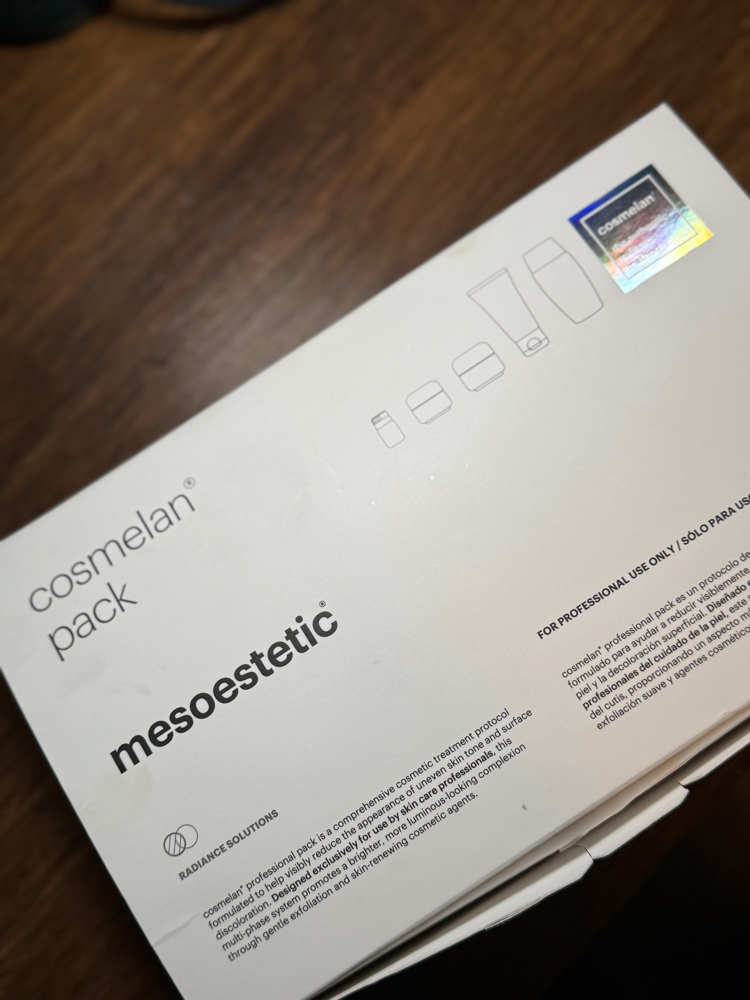 cosmelan
cosmelan®
pack
mesoestetic®
RADIANCE SOLUTIONS
cosmelan® professional pack is a comprehensive cosmetic treatment protocol
formulated to help visibly reduce the appearance of uneven skin tone and surface
discoloration. Designed exclusively for use by skin care professionals, this
multi-phase system promotes a brighter, more luminous-looking complexion
through gentle exfoliation and skin-renewing cosmetic agents.
FOR PROFESSIONAL USE ONLY / SÓLO PARA USO
cosmelan® professional pack es un protocolo de
formulado para ayudar a reducir visiblemente
piel y la decoloración superficial. Diseñado
profesionales del cuidado de la piel, este
del cutis, proporcionando un aspecto
exfoliación suave y agentes